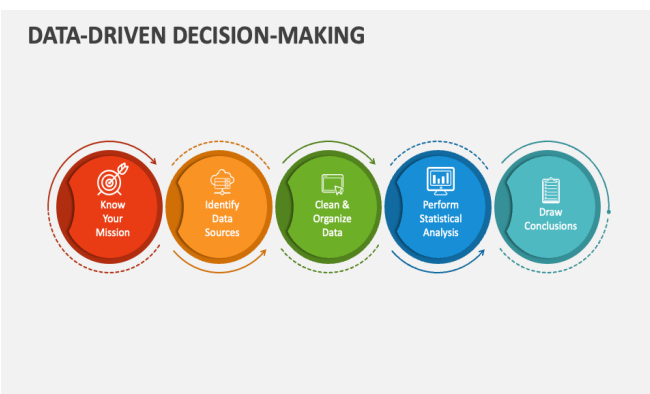 DATA-DRIVEN DECISION-MAKING
Know
Your
Mission
Identify
Data
Sources
Clean &
Organize
Data
Perform
Statistical
Analysis
Draw
Conclusions